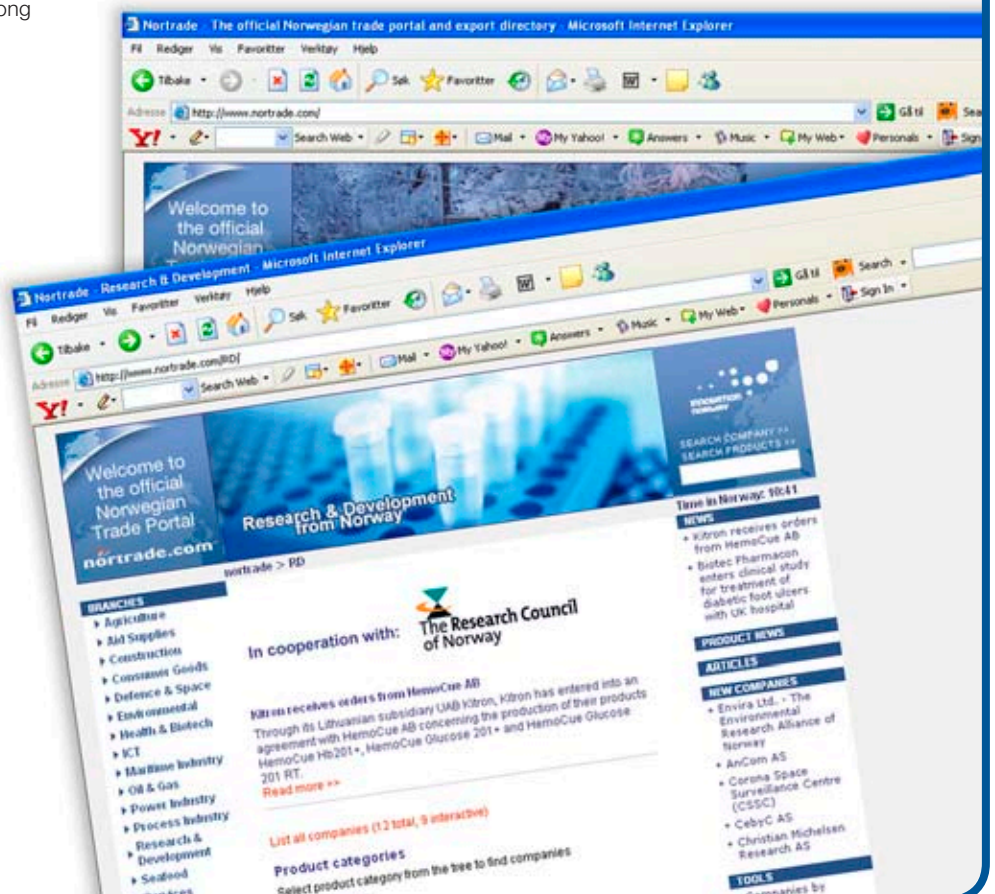 ong
Nortrade - The official Norwegian trade portal and export directory - Microsoft Internet Explorer
Fil Rediger Vis Favoritter Verktøy Hjelp
Tilbake Søk Favoritter
Adresse http://www.nortrade.com/ Gå til
Y! Search Web Mail My Yahoo! Answers Music My Web Personals Sign
Welcome to
the official
Norwegian
Nortrade - Research & Development - Microsoft Internet Explorer
Fil Rediger Vis Favoritter Verktøy Hjelp
Tilbake Søk Favoritter
Adresse http://www.nortrade.com/RD/ Gå til Search
Y! Search Web Mail My Yahoo! Answers Music My Web Personals Sign In
Welcome to
the official
Norwegian
Trade Portal
nortrade.com
Research & Development
from Norway
INNOVATION
NORWAY
SEARCH COMPANY >>
SEARCH PRODUCTS >>
Time in Norway: 10:41
nortrade > RD
BRANCHES
Agriculture
Aid Supplies
Construction
Consumer Goods
Defence & Space
Environmental
Health & Biotech
ICT
Maritime Industry
Oil & Gas
Power Industry
Process Industry
Research &
Development
Seafood
Services
In cooperation with:
The Research Council
of Norway
Kitron receives orders from HemoCue AB
Through its Lithuanian subsidiary UAB Kitron, Kitron has entered into an
agreement with HemoCue AB concerning the production of their products
HemoCue Hb201+, HemoCue Glucose 201+ and HemoCue Glucose
201 RT.
Read more >>
List all companies (12 total, 9 interactive)
Product categories
Select product category from the tree to find companies
NEWS
Kitron receives orders
from HemoCue AB
Biotec Pharmacon
enters clinical study
for treatment of
diabetic foot ulcers
with UK hospital
PRODUCT NEWS
ARTICLES
NEW COMPANIES
Envira Ltd. - The
Environmental
Research Alliance of
Norway
AnCom AS
Corona Space
Surveillance Centre
(CSSC)
CebyC AS
Christian Michelsen
Research AS
TOOLS
Companies by